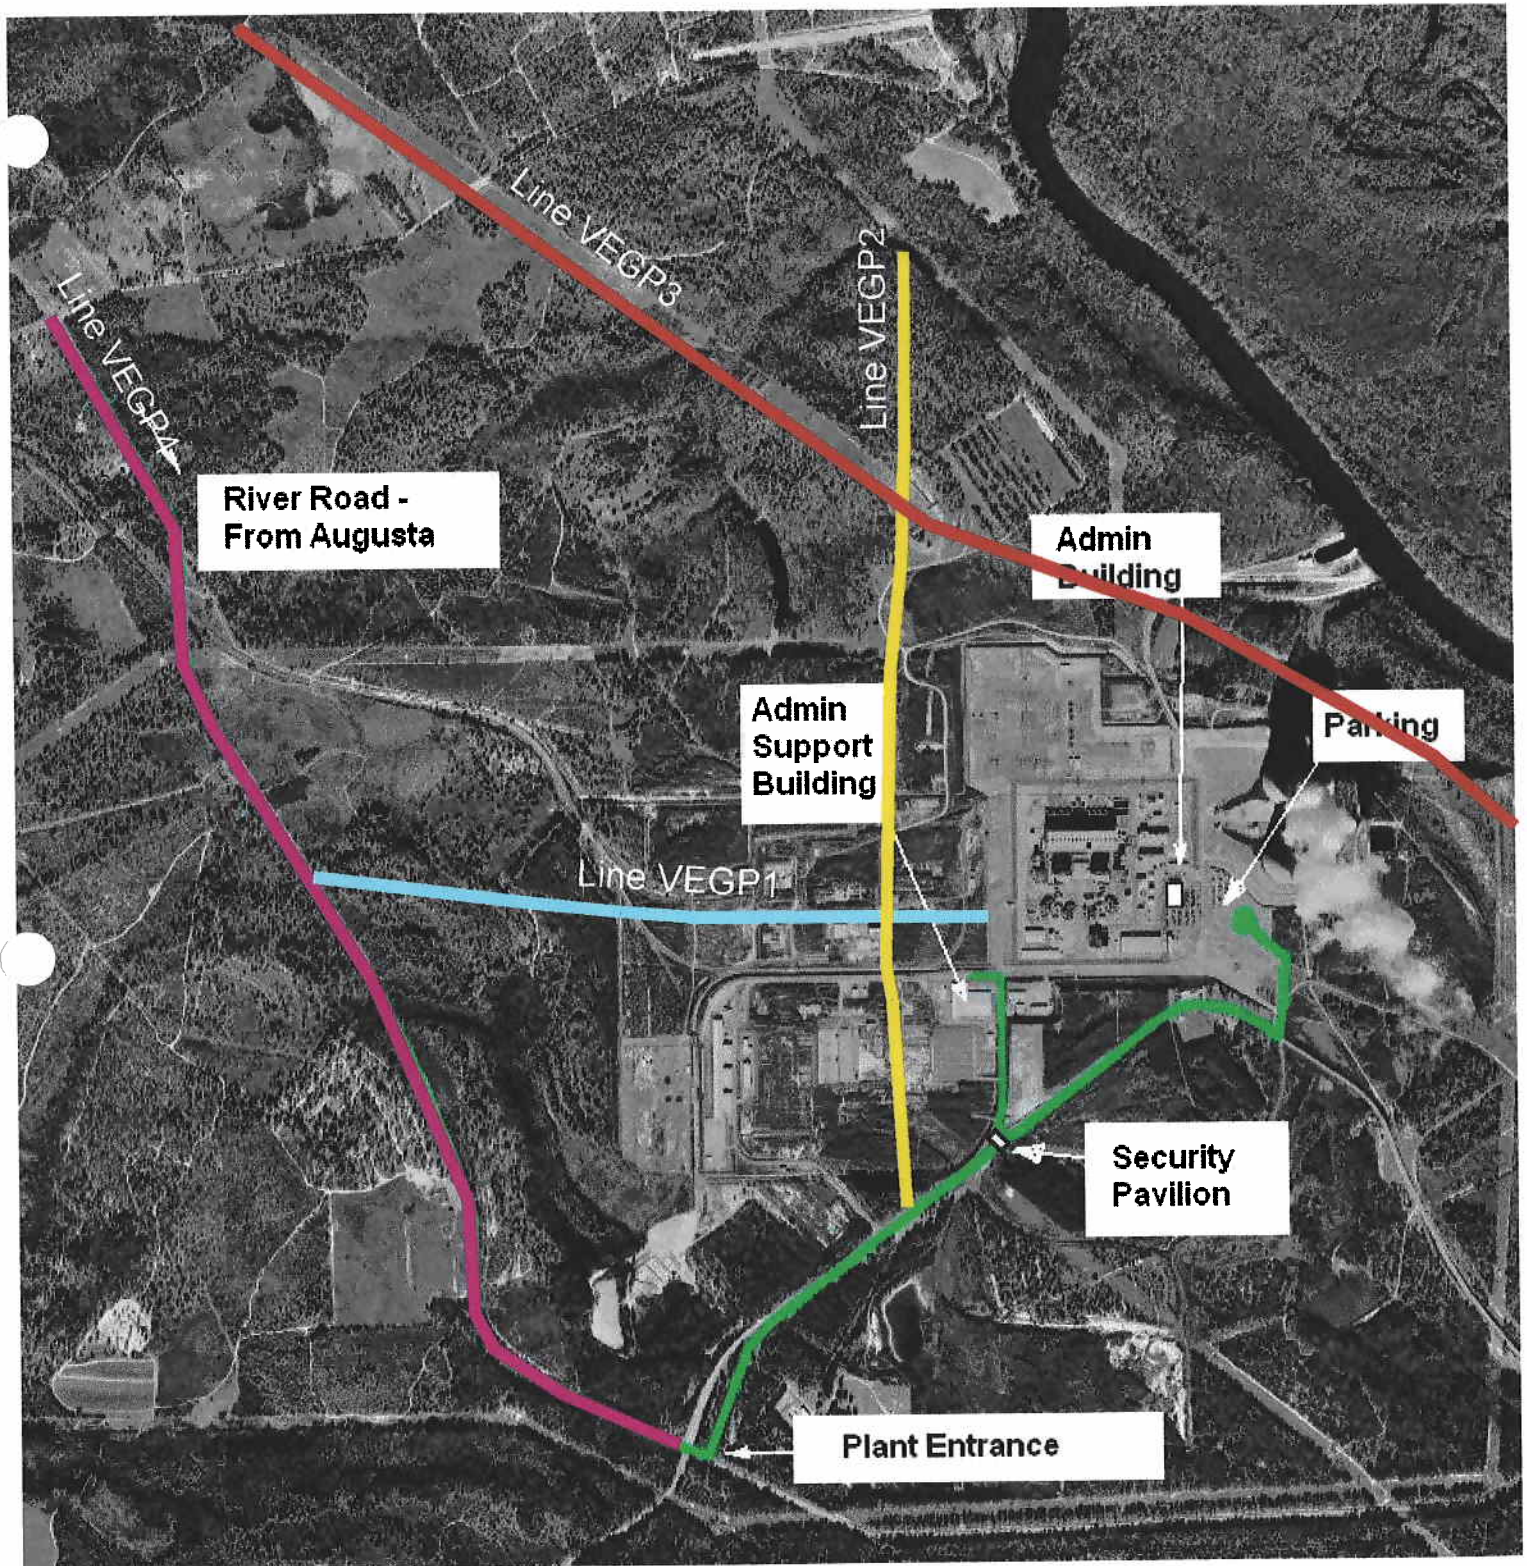 Line VEGP3
Line VEGP2
Line VEGP4
River Road -
From Augusta
Admin
Building
Admin
Support
Building
Parking
Line VEGP1
Security
Pavilion
Plant Entrance